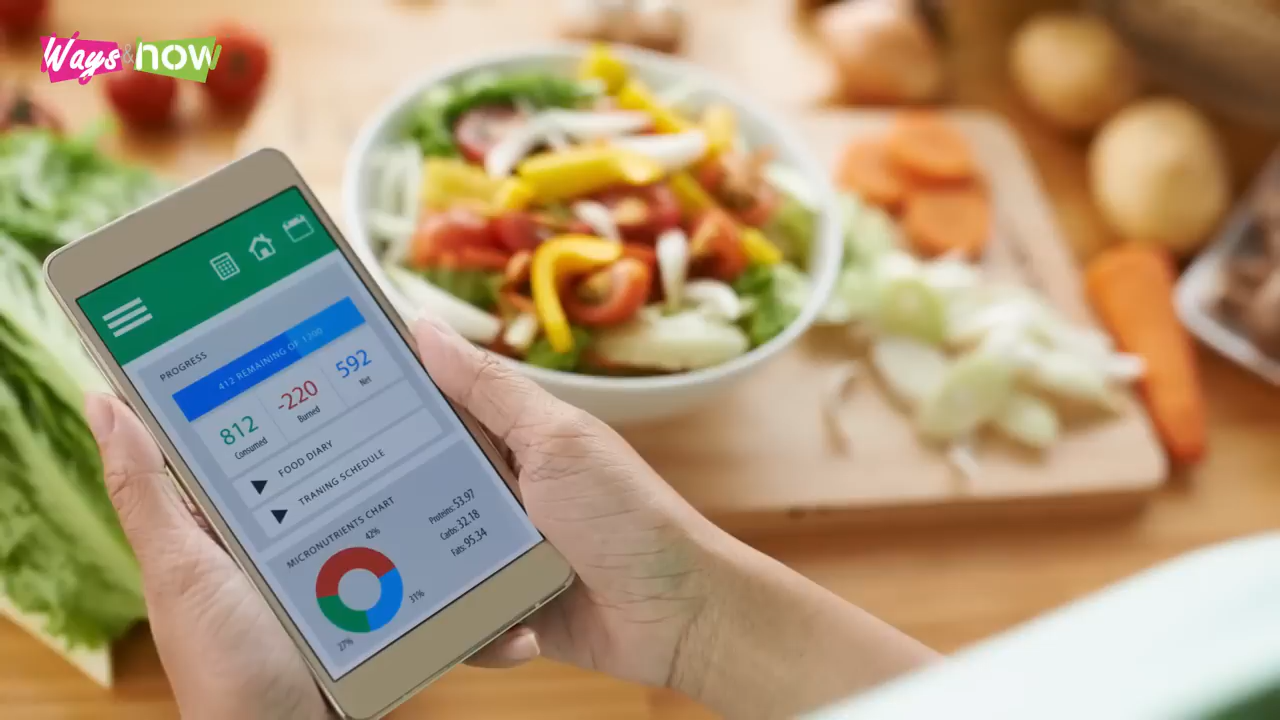 Ways&now
PROGRESS
412 REMAINING OF 1200
812
Consumed
-220
Burned
592
Net
FOOD DIARY
TRANING SCHEDULE
MICRONUTRIENTS CHART
42%
31%
27%
Proteins: 53.97
Carbs: 32.18
Fats: 95.34